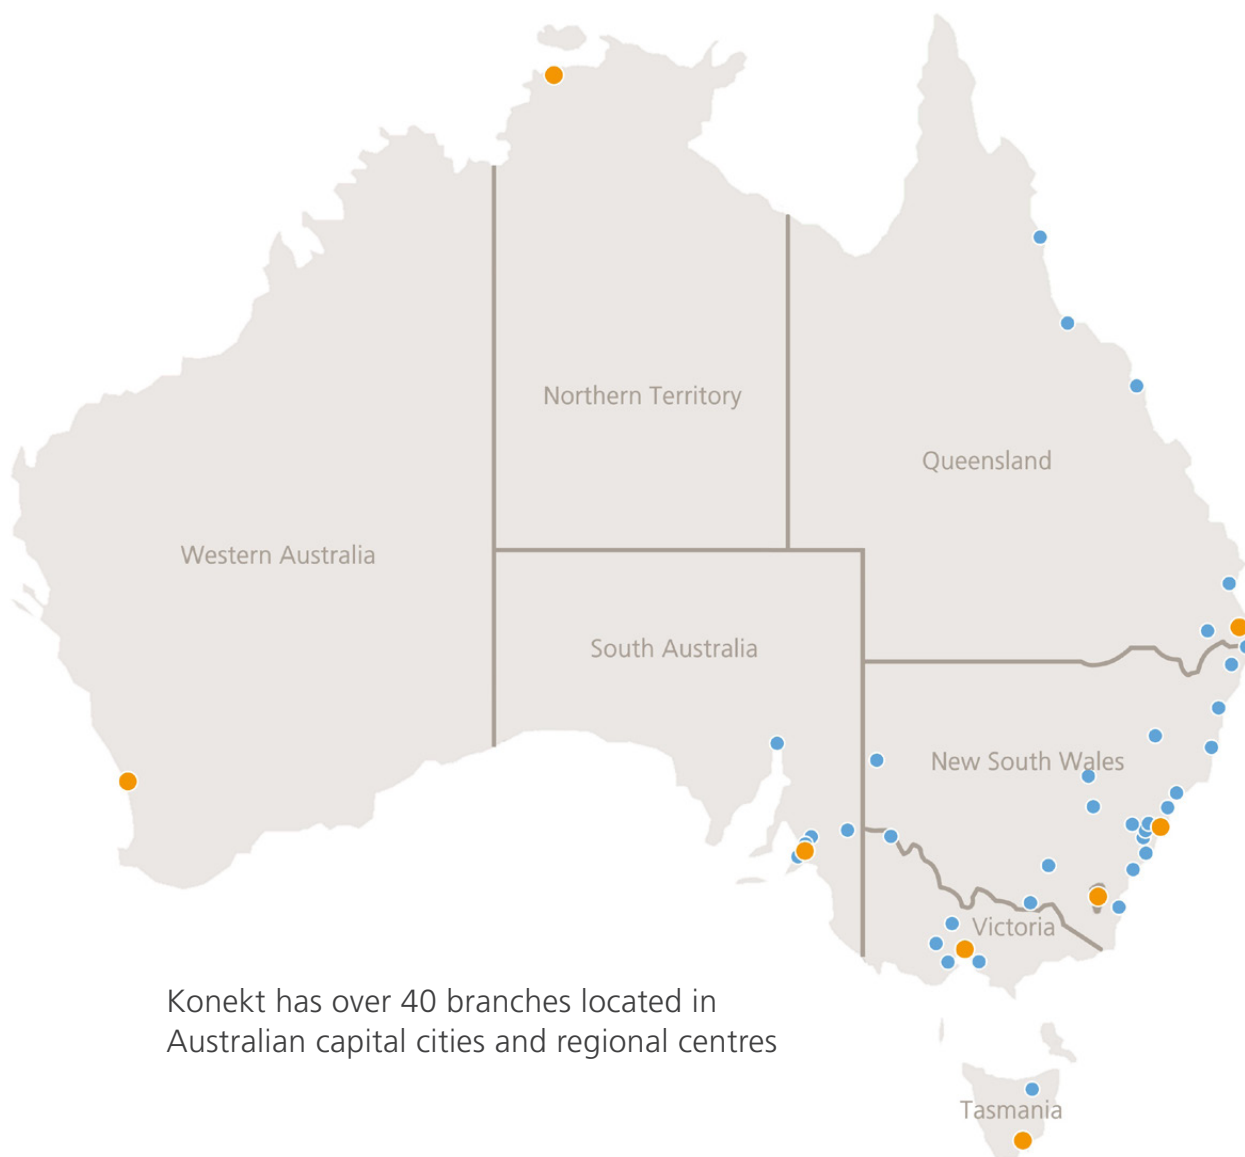 Northern Territory
Queensland
Western Australia
South Australia
New South Wales
Victoria
Konekt has over 40 branches located in
Australian capital cities and regional centres
Tasmania